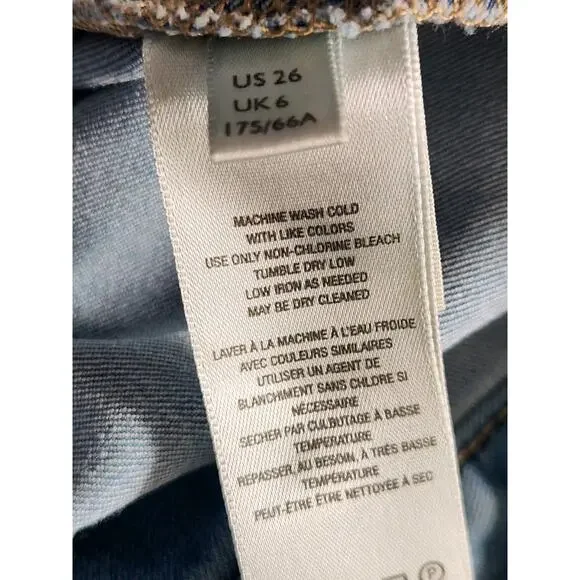 US 26
UK 6
175/66A
MACHINE WASH COLD
WITH LIKE COLORS
USE ONLY NON-CHLORINE BLEACH
TUMBLE DRY LOW
LOW IRON AS NEEDED
MAY BE DRY CLEANED
LAVER À LA MACHINE À L'EAU FROIDE
AVEC COULEURS SIMILAIRES
UTILISER UN AGENT DE
BLANCHIMENT SANS CHLORE SI
NÉCESSAIRE
SECHER PAR CULBUTAGE À BASSE
TEMPERATURE
REPASSER, AU BESOIN, À TRÈS BASSE
TEMPÉRATURE
PEUT-ÊTRE ÊTRE NETTOYÉE À SEC
P